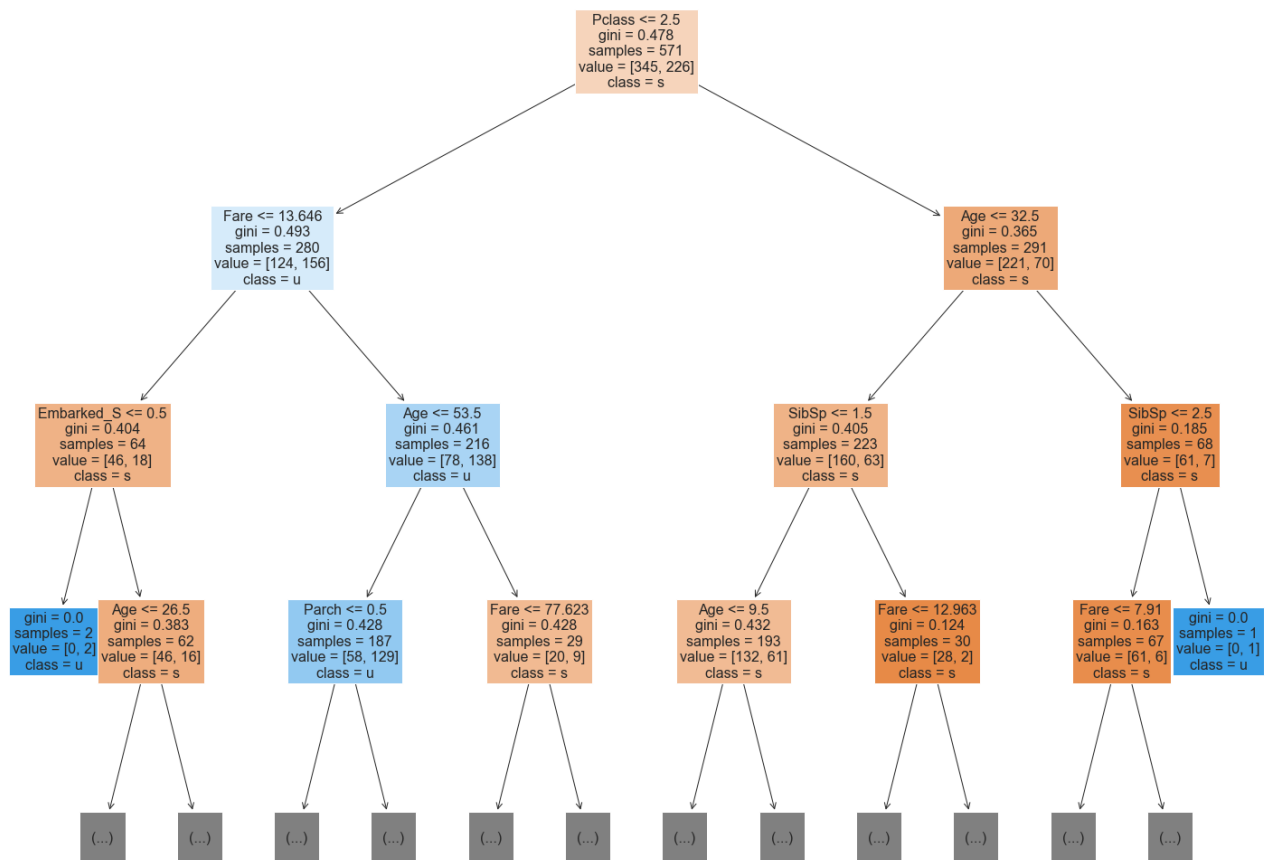 Pclass <= 2.5
gini = 0.478
samples = 571
value = [345, 226]
class = s
Fare <= 13.646
gini = 0.493
samples = 280
value = [124, 156]
class = u
Age <= 32.5
gini = 0.365
samples = 291
value = [221, 70]
class = s
Embarked_S <= 0.5
gini = 0.404
samples = 64
value = [46, 18]
class = s
Age <= 53.5
gini = 0.461
samples = 216
value = [78, 138]
class = u
SibSp <= 1.5
gini = 0.405
samples = 223
value = [160, 63]
class = s
SibSp <= 2.5
gini = 0.185
samples = 68
value = [61, 7]
class = s
gini = 0.0
samples = 2
value = [0, 2]
class = u
Age <= 26.5
gini = 0.383
samples = 62
value = [46, 16]
class = s
Parch <= 0.5
gini = 0.428
samples = 187
value = [58, 129]
class = u
Fare <= 77.623
gini = 0.428
samples = 29
value = [20, 9]
class = s
Age <= 9.5
gini = 0.432
samples = 193
value = [132, 61]
class = s
Fare <= 12.963
gini = 0.124
samples = 30
value = [28, 2]
class = s
Fare <= 7.91
gini = 0.163
samples = 67
value = [61, 6]
class = s
gini = 0.0
samples = 1
value = [0, 1]
class = u
(...)
(...)
(...)
(...)
(...)
(...)
(...)
(...)
(...)
(...)
(...)
(...)